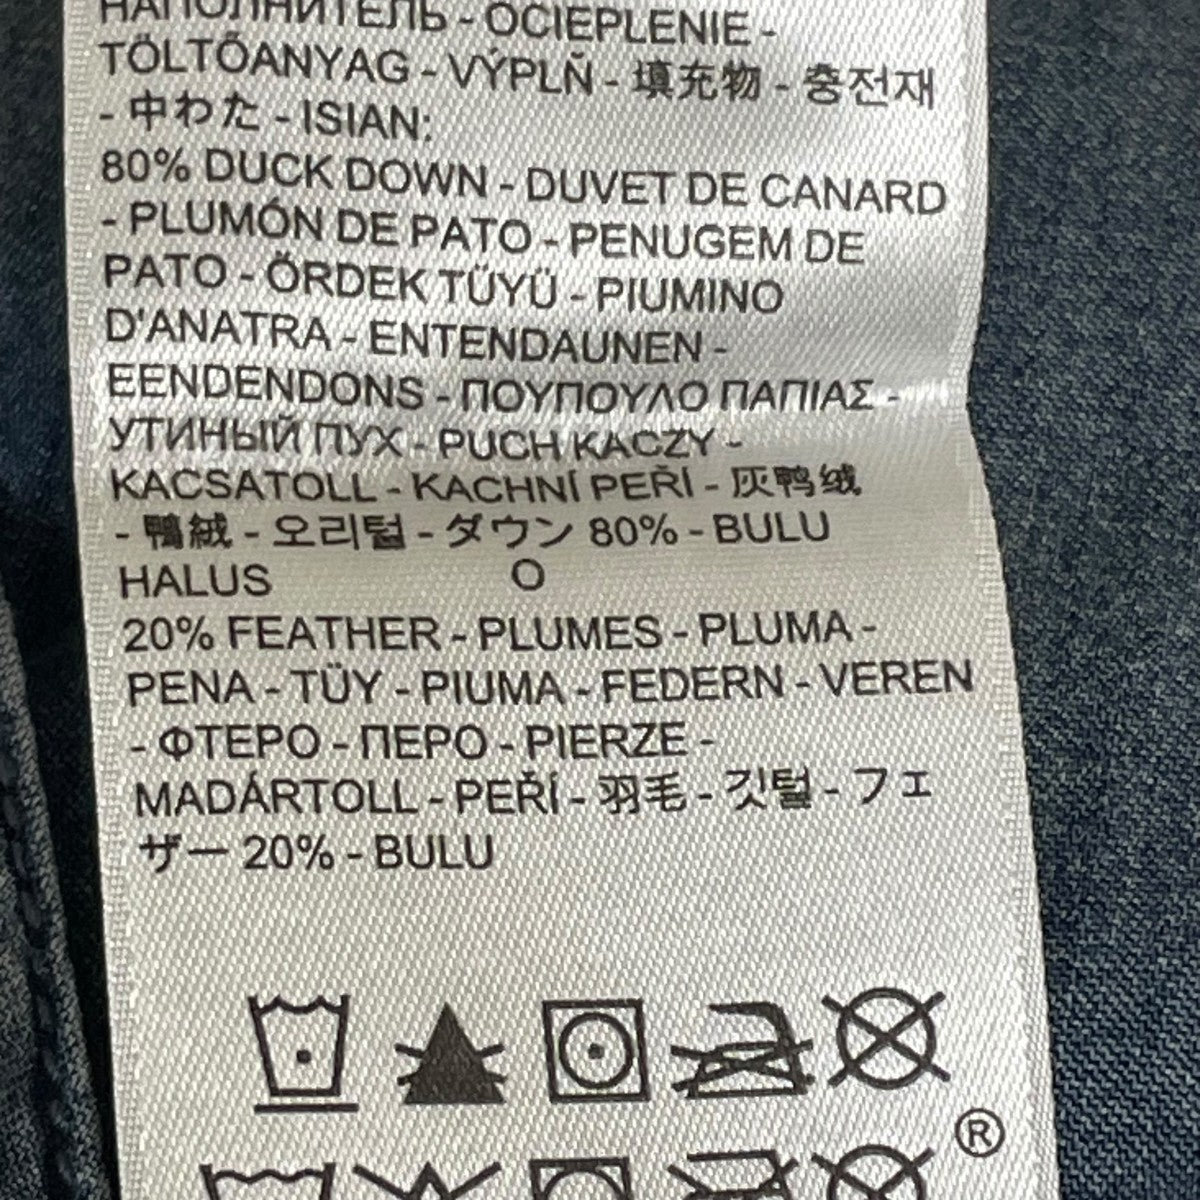 НАПОЛНИТЕЛЬ - OCIEPLENIE -
TÖLTŐANYAG - VÝPLŇ - 填充物 - 충전재
- 中わた - ISIAN:
80% DUCK DOWN - DUVET DE CANARD
- PLUMÓN DE PATO - PENUGEM DE
PATO - ÖRDEK TÜYÜ - PIUMINO
D'ANATRA - ENTENDAUNEN -
EENDENDONS - ΠΟΥΠΟΥΛΟ ΠΑΠΙΑΣ -
УТИНЫЙ ПУХ - PUCH KACZY -
KACSATOLL - KACHNÍ PEŘÍ - 灰鸭绒
- 鴨絨 - 오리털 - ダウン 80% - BULU
HALUS
20% FEATHER - PLUMES - PLUMA -
PENA - TÜY - PIUMA - FEDERN - VEREN
- ΦΤΕΡΟ - ПЕРО - PIERZE -
MADÁRTOLL - PEŘÍ - 羽毛 - 깃털 - フェ
ザー 20% - BULU
®